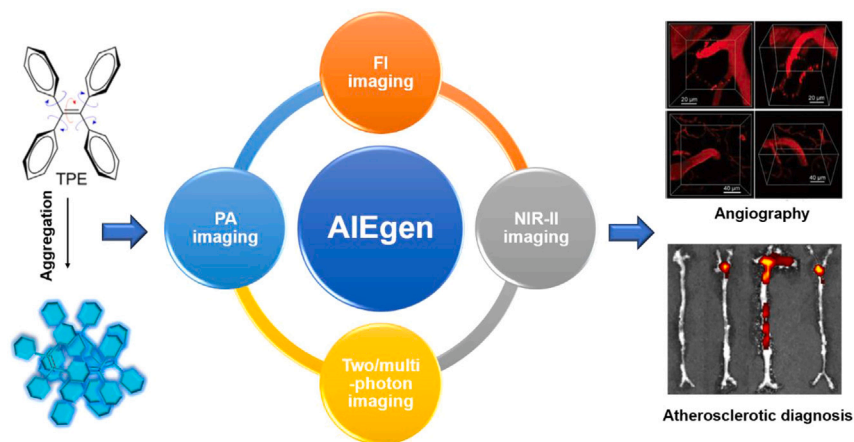 TPE
Aggregation
FI
imaging
PA
imaging
AIEgen
NIR-II
imaging
Two/multi
-photon
imaging
20 μm
20 μm
40 μm
40 μm
Angiography
Atherosclerotic diagnosis